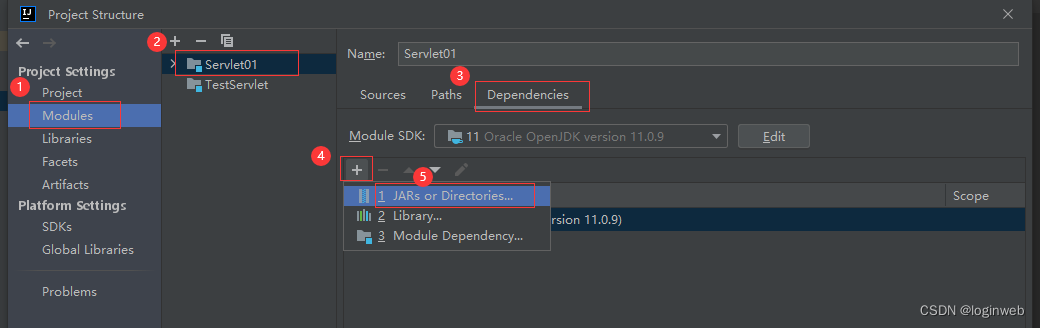 IJ Project Structure
2
Project Settings
1
Project
Modules
Libraries
Facets
Artifacts
Platform Settings
SDKs
Global Libraries
Problems
Servlet01
TestServlet
Name: Servlet01
3
Sources Paths Dependencies
Module SDK: 11 Oracle OpenJDK version 11.0.9 Edit
4
5
1 JARs or Directories...
2 Library...
3 Module Dependency...
Scope
rsion 11.0.9)
CSDN @loginweb